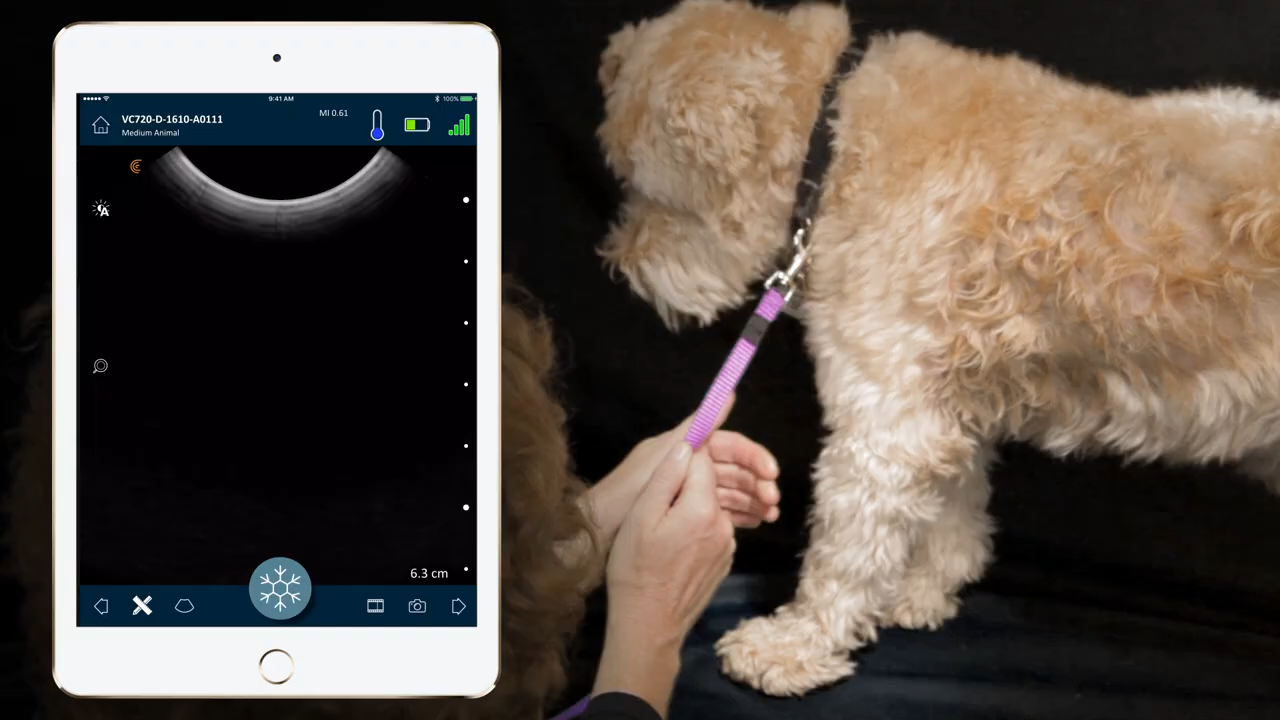 9:41 AM
100%
VC720-D-1610-A0111
MI 0.61
Medium Animal
A
6.3 cm